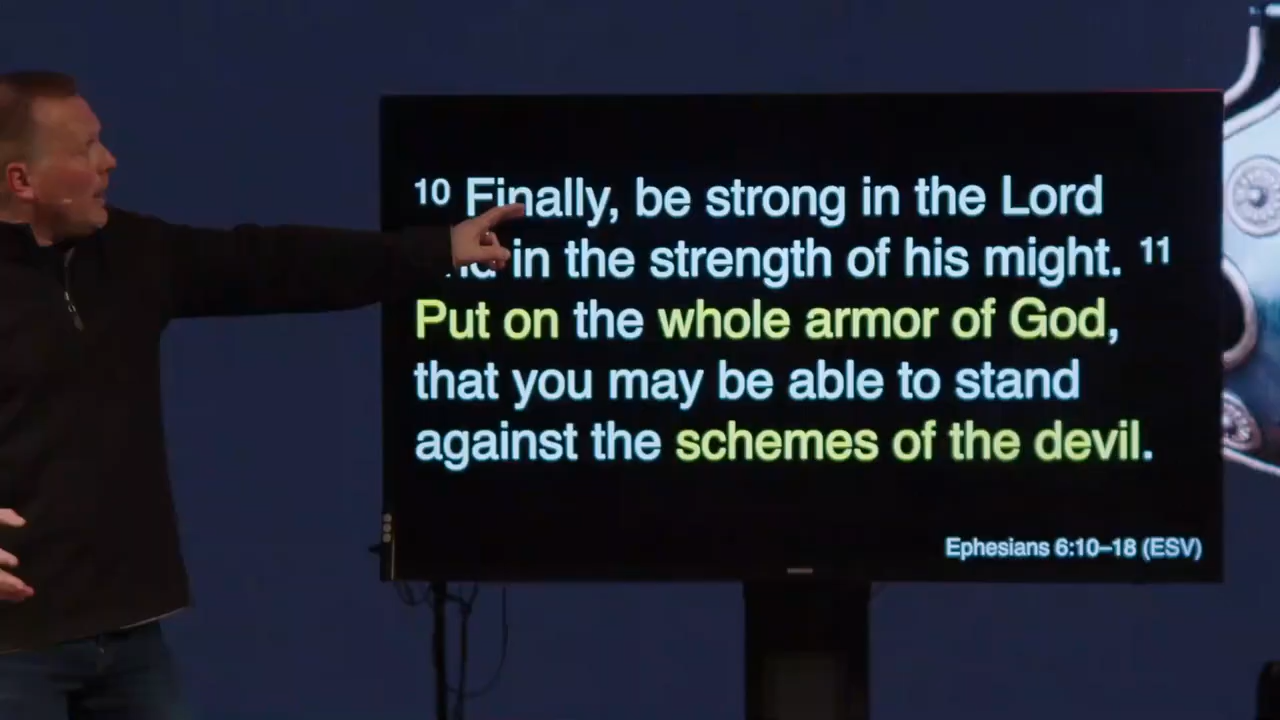 10 Finally, be strong in the Lord
in the strength of his might. 11
Put on the whole armor of God,
that you may be able to stand
against the schemes of the devil.
Ephesians 6:10–18 (ESV)